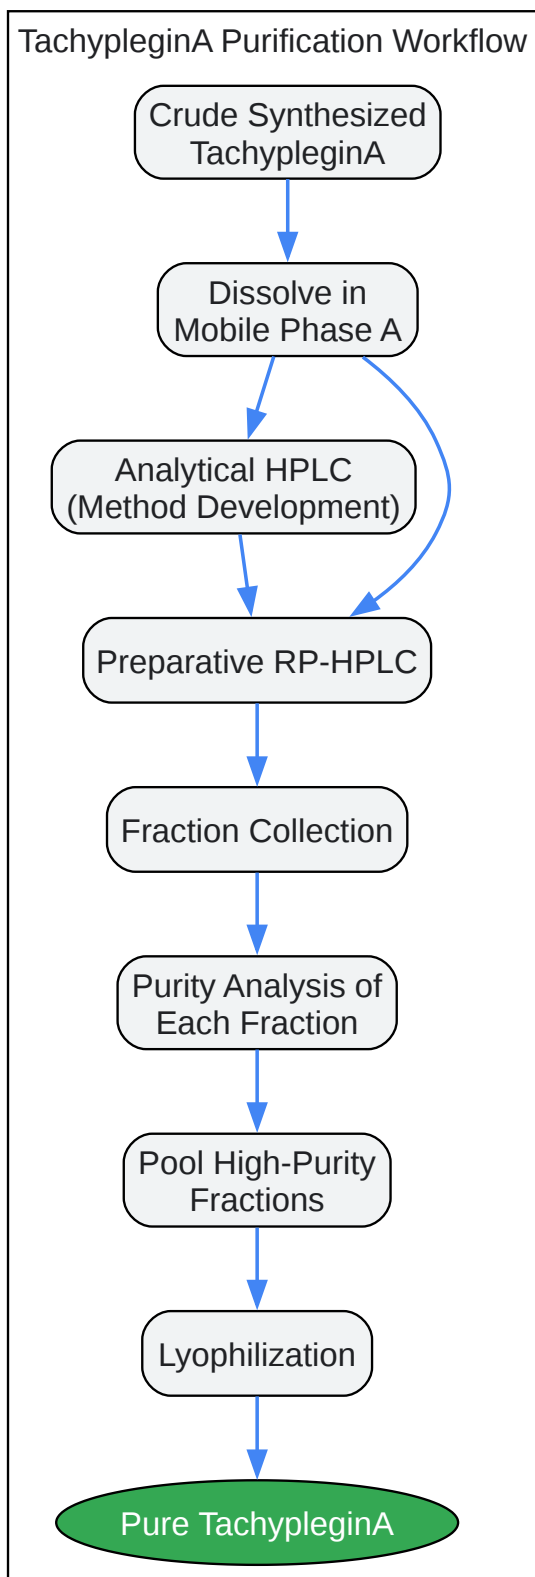 TachypleginA Purification Workflow
Crude Synthesized
TachypleginA
Dissolve in
Mobile Phase A
Analytical HPLC
(Method Development)
Preparative RP-HPLC
Fraction Collection
Purity Analysis of
Each Fraction
Pool High-Purity
Fractions
Lyophilization
Pure TachypleginA